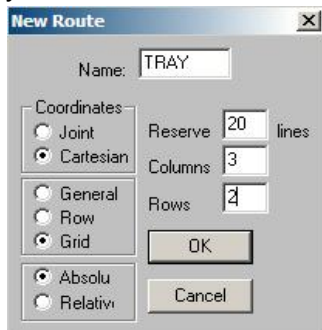 New Route
Name: TRAY
Coordinates
Joint
Cartesian
General
Row
Grid
Absolu
Relativ
Reserve 20 lines
Columns 3
Rows 2
OK
Cancel